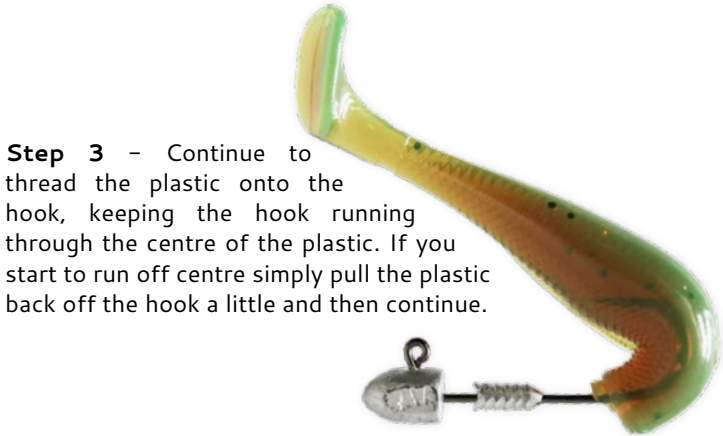 Step 3 – Continue to
thread the plastic onto the
hook, keeping the hook running
through the centre of the plastic. If you
start to run off centre simply pull the plastic
back off the hook a little and then continue.